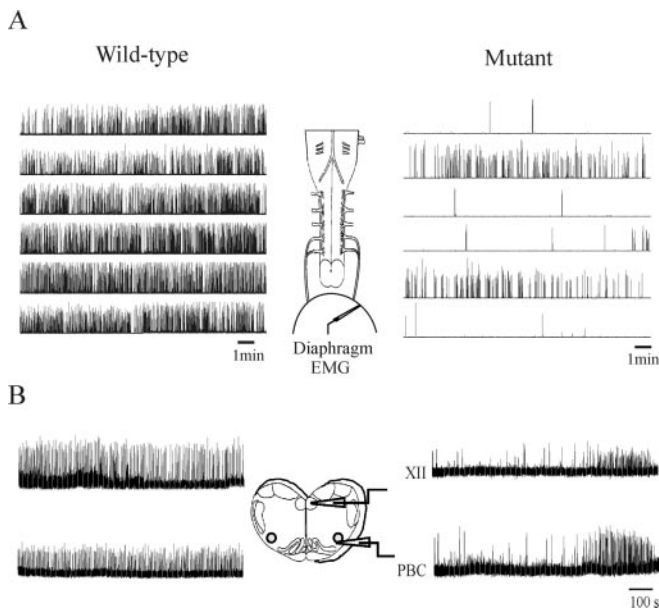 A
Wild-type
Mutant
1min
Diaphragm
EMG
1min
B
XII
PBC
100 s